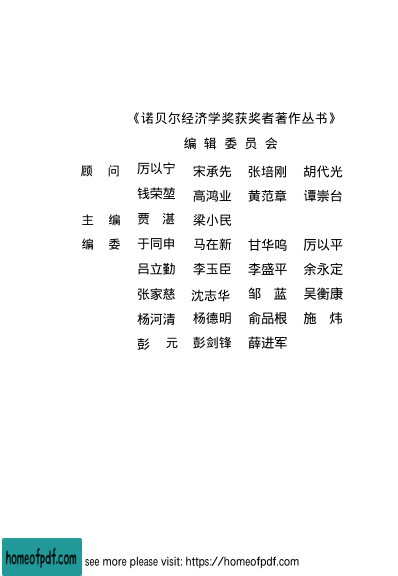 《诺贝尔经济学奖获奖者著作丛书》
编辑委员会
顾 问 厉以宁 宋承先 张培刚 胡代光
钱荣堃 高鸿业 黄范章 谭崇台
主 编 贾 湛 梁小民
编 委 于同申 马在新 甘华鸣 厉以平
吕立勤 李玉臣 李盛平 余永定
张家慈 沈志华 邹 蓝 吴衡康
杨河清 杨德明 俞品根 施 炜
彭 元 彭剑锋 薛进军
homeofpdf.com see more please visit: https://homeofpdf.com